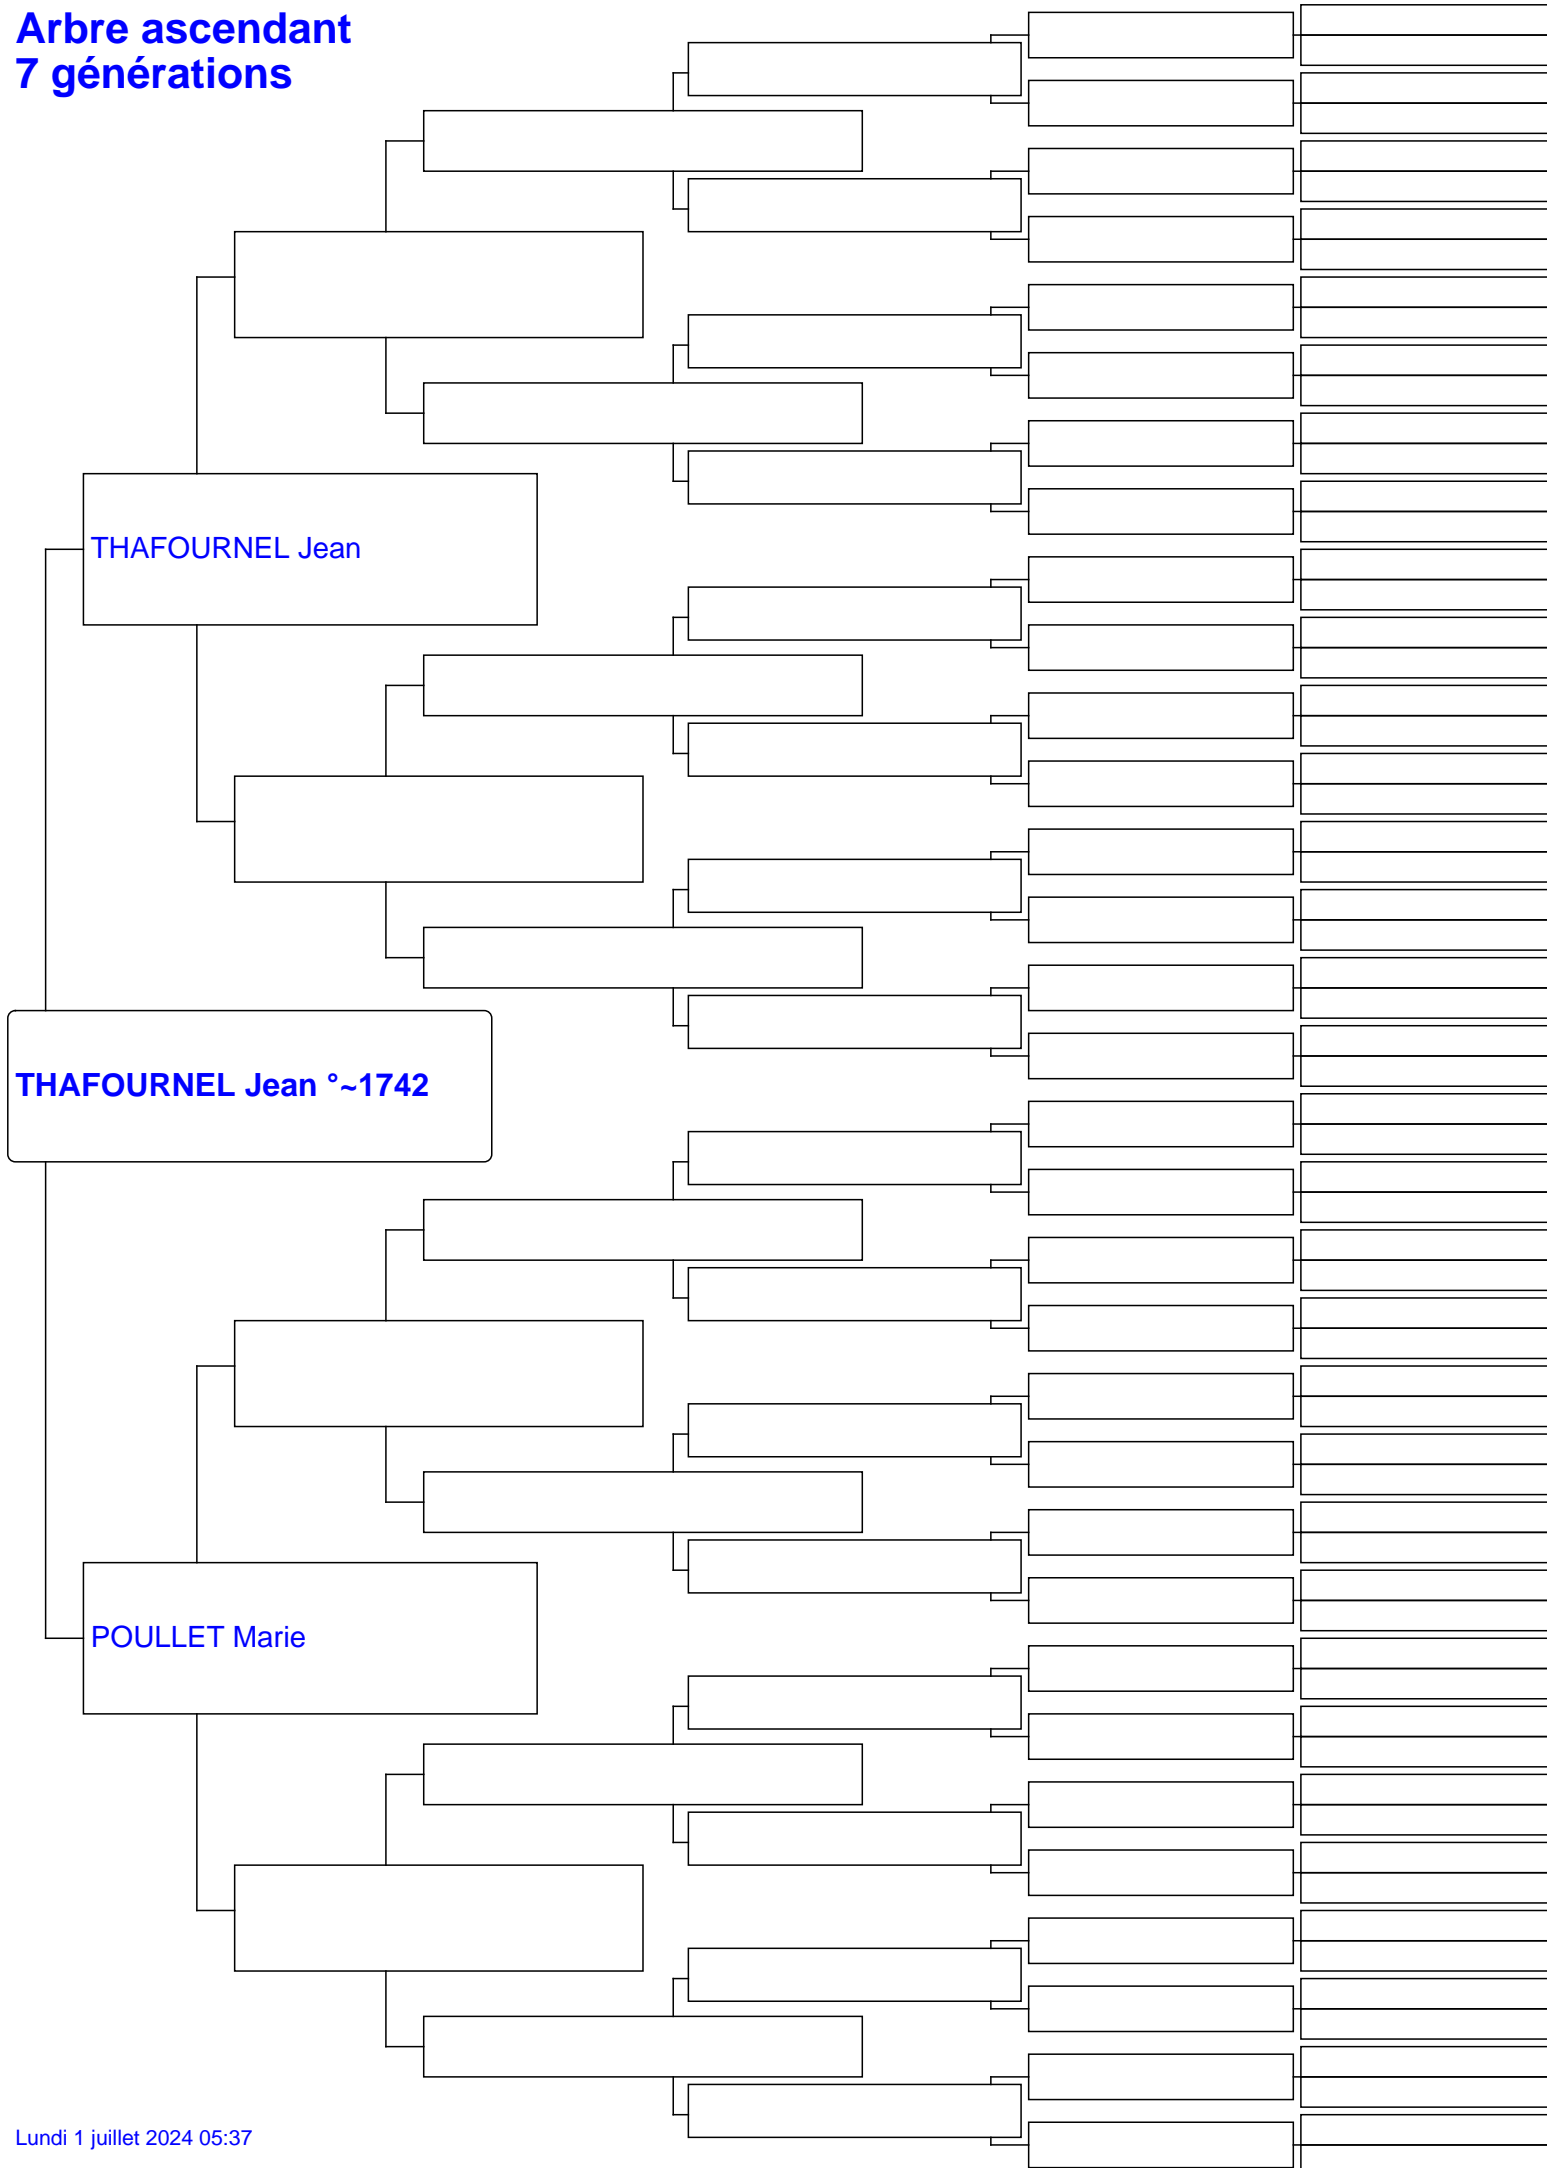 Arbre ascendant
7 générations
THAFOURNEL Jean
THAFOURNEL Jean °~1742
POULLET Marie
Lundi 1 juillet 2024 05:37